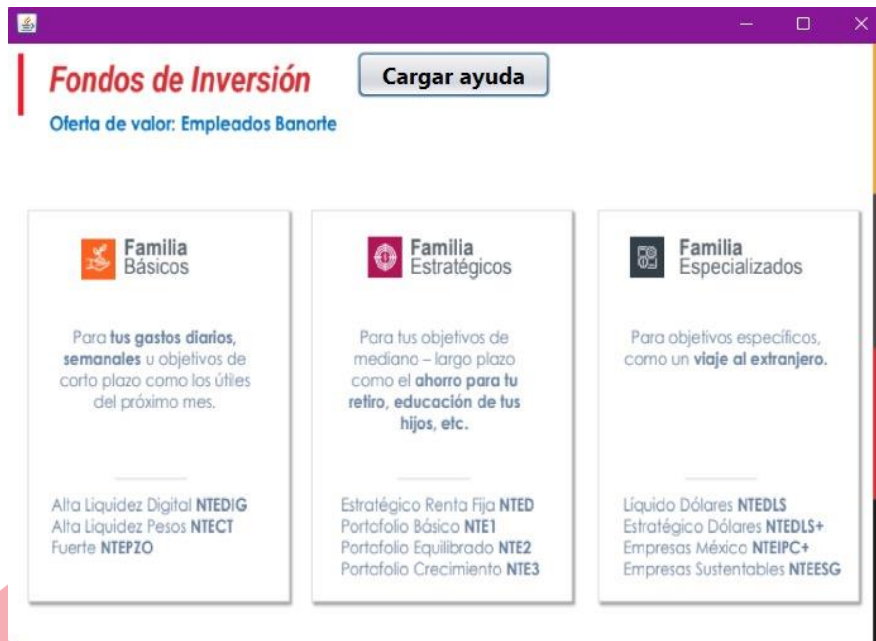 Fondos de Inversión
Cargar ayuda
Oferta de valor: Empleados Banorte
Familia
Básicos
Para tus gastos diarios,
semanales u objetivos de
corto plazo como los útiles
del próximo mes.
Alta Liquidez Digital NTEDIG
Alta Liquidez Pesos NTECT
Fuerte NTEPZO
Familia
Estratégicos
Para tus objetivos de
mediano – largo plazo
como el ahorro para tu
retiro, educación de tus
hijos, etc.
Estratégico Renta Fija NTED
Portafolio Básico NTE1
Portafolio Equilibrado NTE2
Portafolio Crecimiento NTE3
Familia
Especializados
Para objetivos específicos,
como un viaje al extranjero.
Líquido Dólares NTEDLS
Estratégico Dólares NTEDLS+
Empresas México NTEIPC+
Empresas Sustentables NTEESG